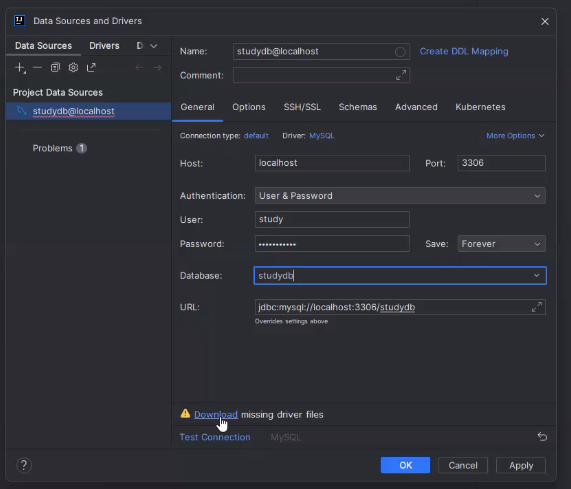 Data Sources and Drivers
Data Sources Drivers D
Project Data Sources
studydb@localhost
Problems 1
Name: studydb@localhost Create DDL Mapping
Comment:
General Options SSH/SSL Schemas Advanced Kubernetes
Connection type: default Driver: MySQL More Options
Host: localhost Port: 3306
Authentication: User & Password
User: study
Password: ••••••••••• Save: Forever
Database: studydb
URL: jdbc:mysql://localhost:3306/studydb
Overrides settings above
Download missing driver files
Test Connection MySQL
? OK Cancel Apply